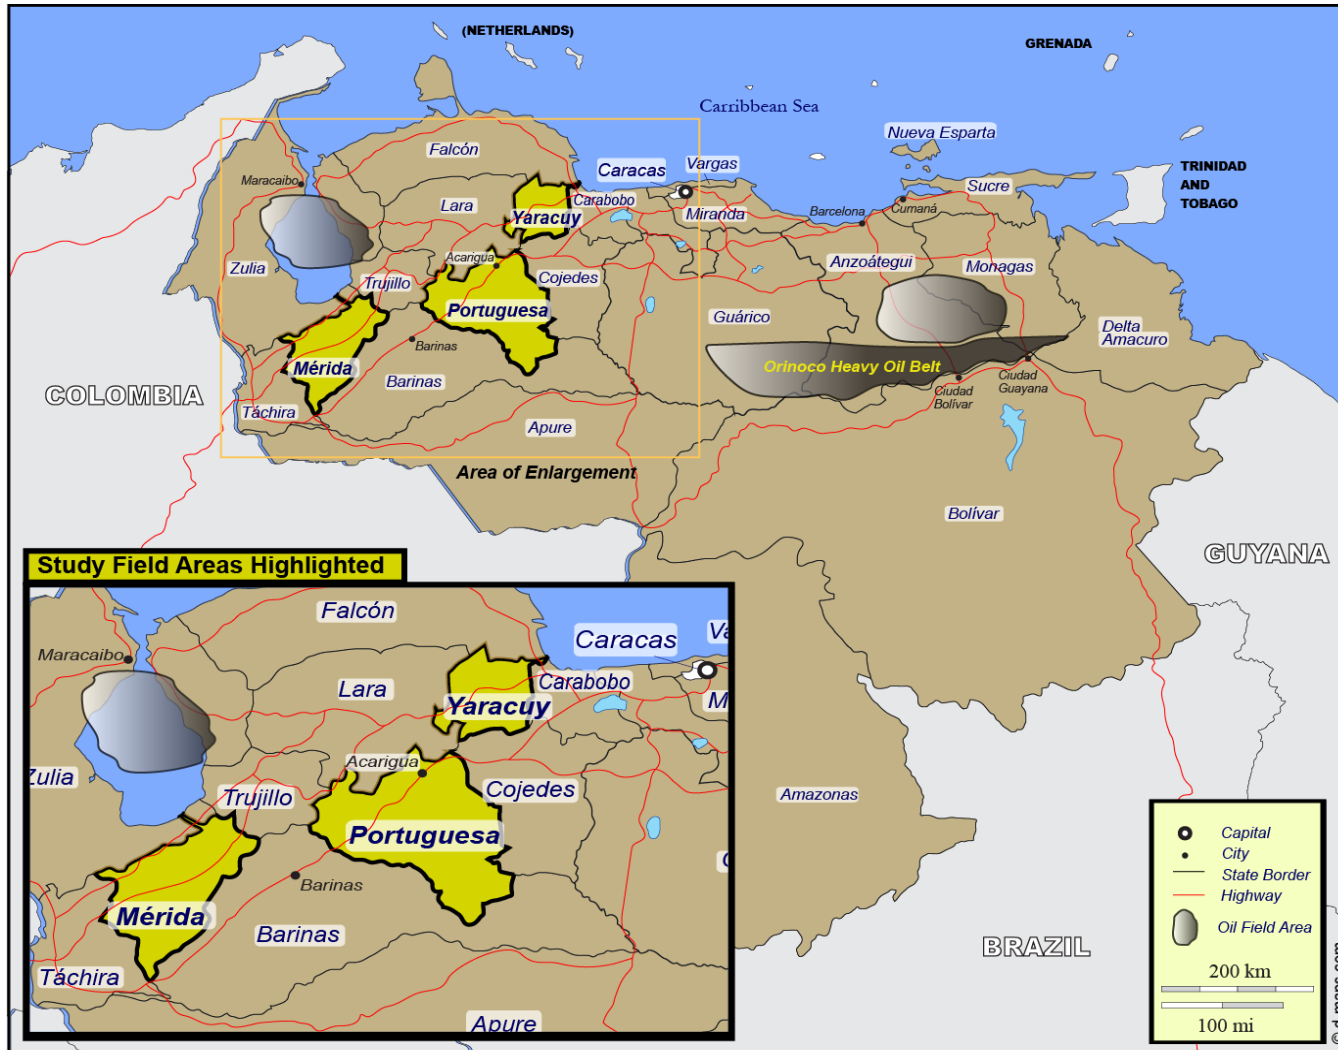 (NETHERLANDS)
GRENADA
Carribbean Sea
Nueva Esparta
TRINIDAD
AND
TOBAGO
Falcón
Caracas
Vargas
Maracaibo
Sucre
Lara
Yaracuy
Carabobo
Miranda
Barcelona
Cumaná
Zulia
Acarigua
Trujillo
Cojedes
Anzoátegui
Monagas
Portuguesa
Guárico
Delta
Amacuro
Barinas
Mérida
Barinas
Orinoco Heavy Oil Belt
Ciudad
Bolívar
Ciudad
Guayana
COLOMBIA
Táchira
Apure
Area of Enlargement
Bolívar
GUYANA
Amazonas
BRAZIL
Study Field Areas Highlighted
Falcón
Caracas
Va
Maracaibo
Lara
Carabobo
M
Yaracuy
Zulia
Acarigua
Trujillo
Cojedes
Portuguesa
Barinas
Mérida
Barinas
Táchira
Apure
Capital
City
State Border
Highway
Oil Field Area
200 km
100 mi